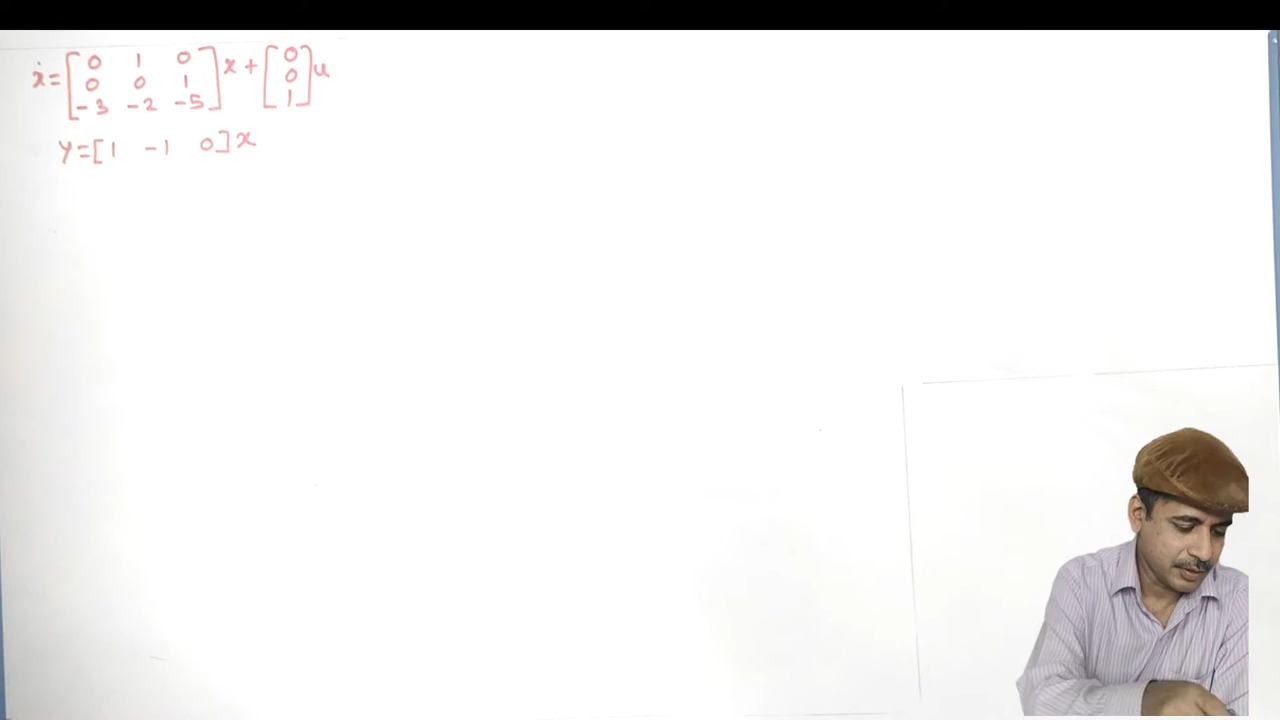 ẋ = [0 1 0; 0 0 1; -3 -2 -5] x + [0; 0; 1] u
y = [1 -1 0] x